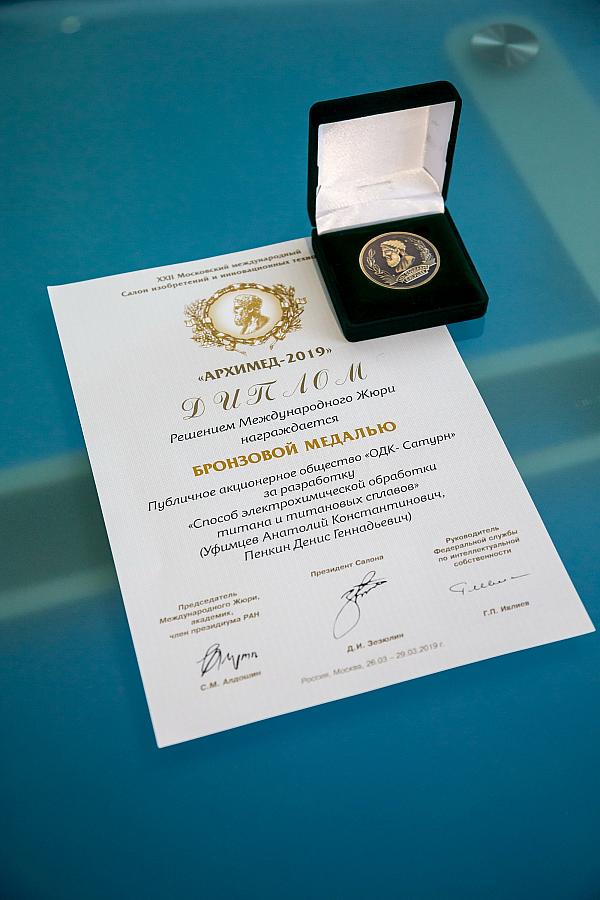 XXII Московский международный
Салон изобретений и инновационных
«АРХИМЕД-2019»
ДИПЛОМ
Решением Международного Жюри
награждается
БРОНЗОВОЙ МЕДАЛЬЮ
Публичное акционерное общество «ОДК- Сатурн»
за разработку
«Способ электрохимической обработки
титана и титановых сплавов»
(Уфимцев Анатолий Константинович,
Пенкин Денис Геннадьевич)
Председатель
Международного Жюри,
академик,
член президиума РАН
С.М. Алдошин
Президент Салона
Д.И. Зезюлин
Руководитель
Федеральной службы
по интеллектуальной
собственности
Г.П. Ивлиев
Россия, Москва, 26.03 – 29.03.2019 г.